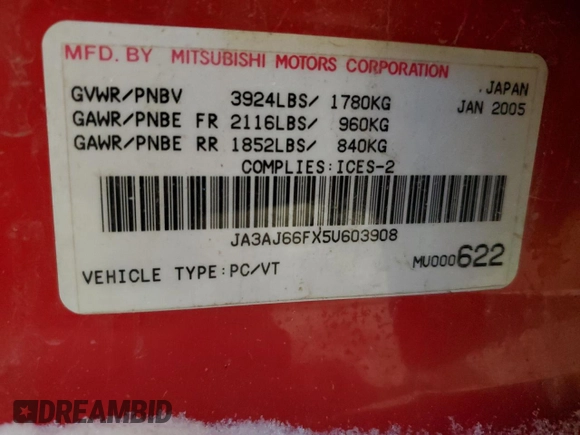 MFD. BY MITSUBISHI MOTORS CORPORATION
GVWR/PNBV 3924LBS/ 1780KG JAPAN
GAWR/PNBE FR 2116LBS/ 960KG JAN 2005
GAWR/PNBE RR 1852LBS/ 840KG
COMPLIES:ICES-2
JA3AJ66FX5U603908
VEHICLE TYPE:PC/VT MU000622
DREAMBID